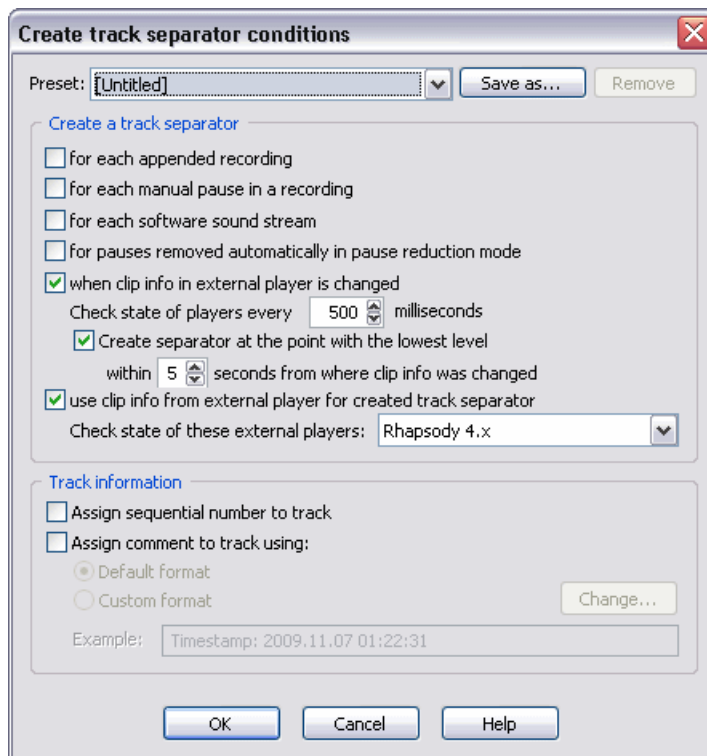 Create track separator conditions
Preset: [Untitled] Save as... Remove
Create a track separator
for each appended recording
for each manual pause in a recording
for each software sound stream
for pauses removed automatically in pause reduction mode
when clip info in external player is changed
Check state of players every 500 milliseconds
Create separator at the point with the lowest level
within 5 seconds from where clip info was changed
use clip info from external player for created track separator
Check state of these external players: Rhapsody 4.x
Track information
Assign sequential number to track
Assign comment to track using:
Default format
Custom format Change...
Example: Timestamp: 2009.11.07 01:22:31
OK Cancel Help